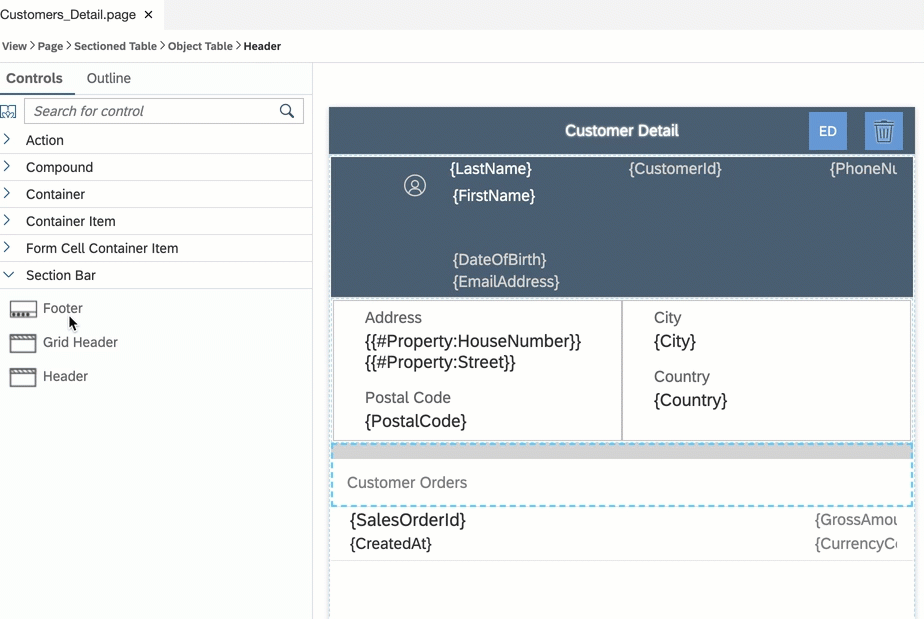 Customers_Detail.page ×
View > Page > Sectioned Table > Object Table > Header
Controls Outline
Search for control
Action
Compound
Container
Container Item
Form Cell Container Item
Section Bar
Footer
Grid Header
Header
Customer Detail ED
{LastName} {CustomerId} {PhoneNu
{FirstName}
{DateOfBirth}
{EmailAddress}
Address
{{#Property:HouseNumber}}
{{#Property:Street}}
Postal Code
{PostalCode}
City
{City}
Country
{Country}
Customer Orders
{SalesOrderId} {GrossAmou
{CreatedAt} {CurrencyCo